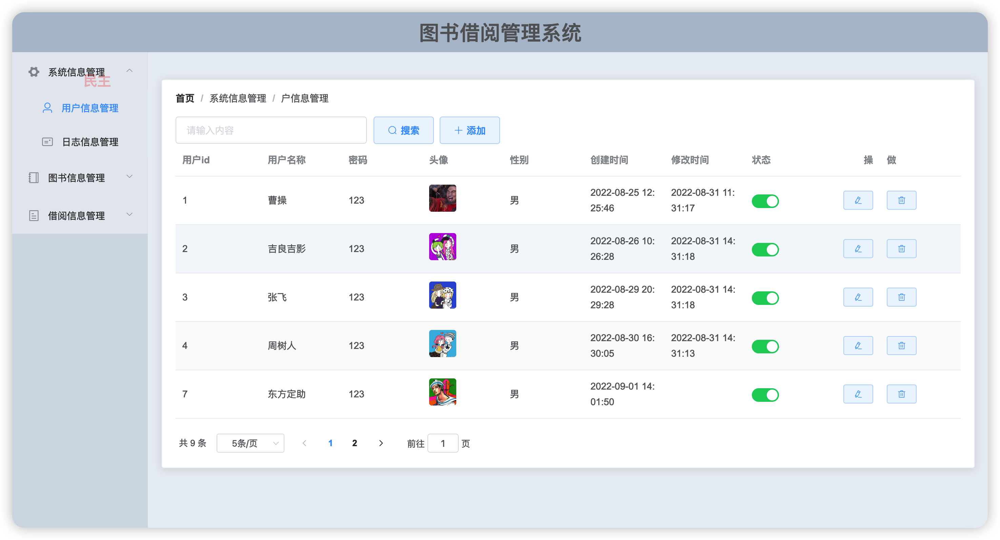 图书借阅管理系统
系统信息管理
民主
用户信息管理
日志信息管理
图书信息管理
借阅信息管理
首页 / 系统信息管理 / 户信息管理
请输入内容 搜索 添加
用户id 用户名称 密码 头像 性别 创建时间 修改时间 状态 操 做
1 曹操 123 男 2022-08-25 12:25:46 2022-08-31 11:31:17
2 吉良吉影 123 男 2022-08-26 10:26:28 2022-08-31 14:31:18
3 张飞 123 男 2022-08-29 20:29:28 2022-08-31 14:31:18
4 周树人 123 男 2022-08-30 16:30:05 2022-08-31 14:31:13
7 东方定助 123 男 2022-09-01 14:01:50
共 9 条 5条/页 1 2 前往 1 页